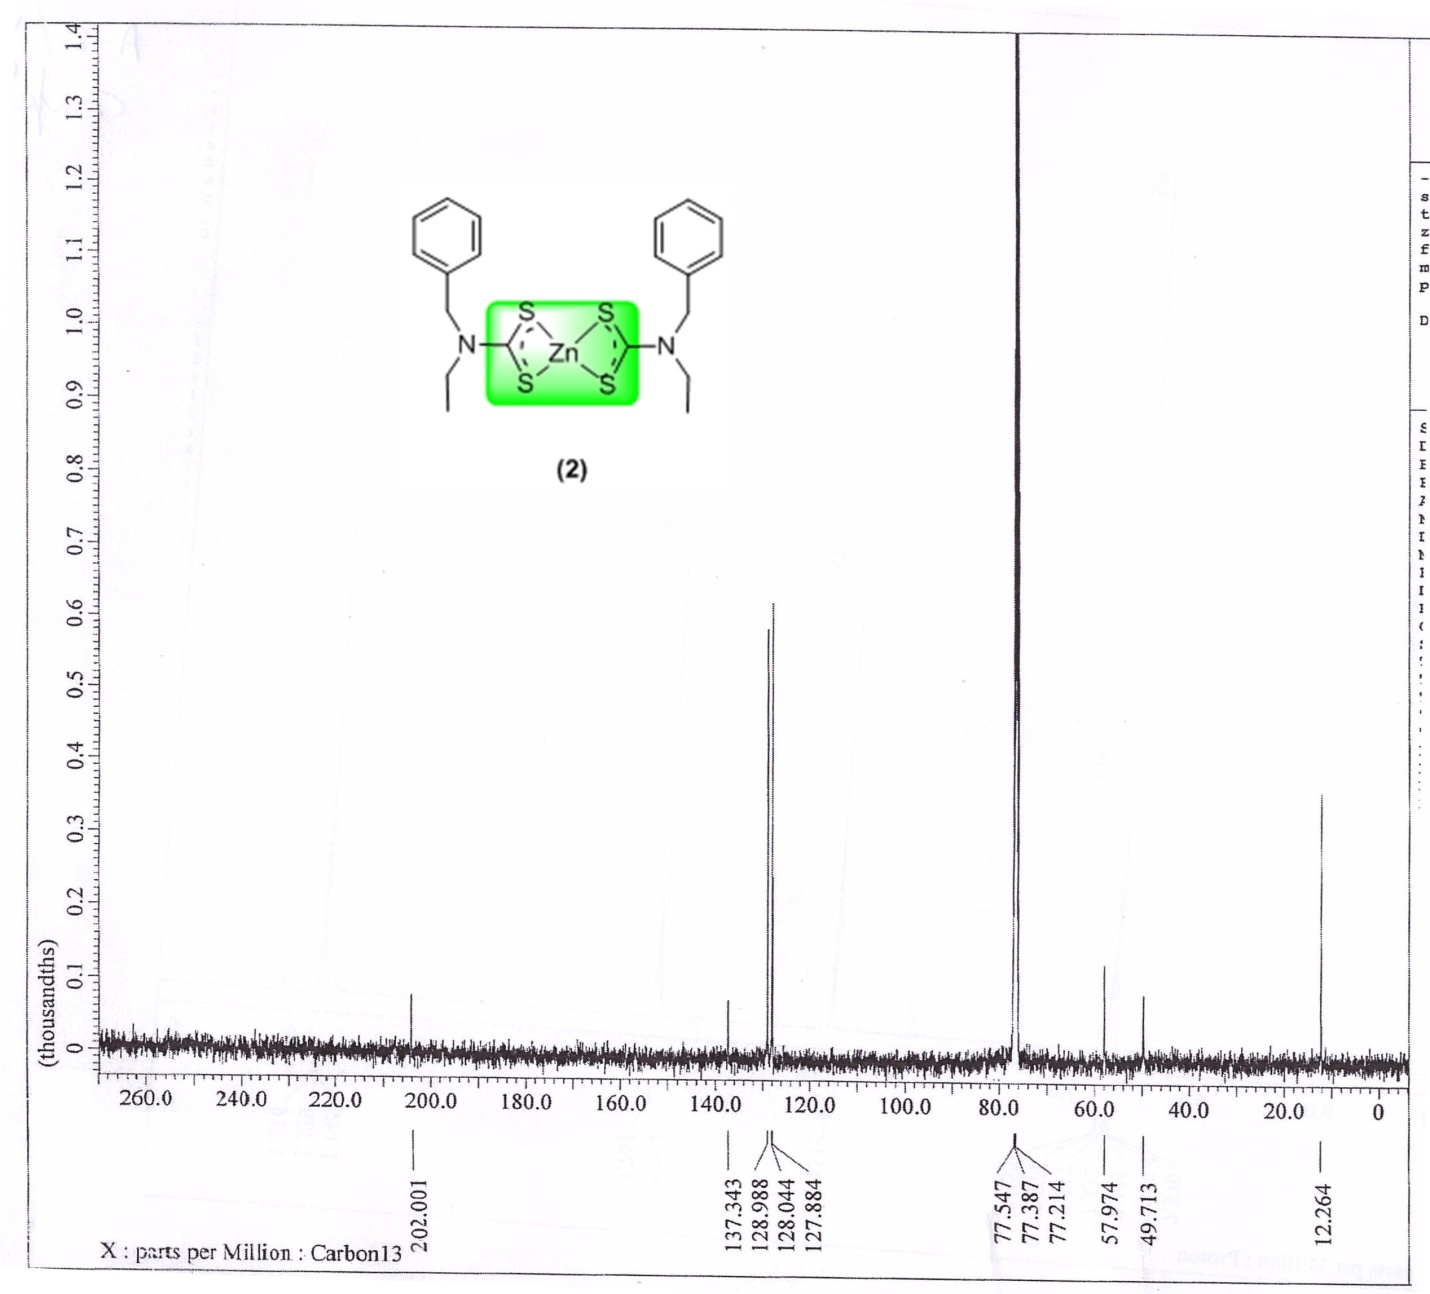 1.4
1.3
1.2
1.1
1.0
0.9
0.8
0.7
0.6
0.5
0.4
0.3
0.2
0.1
0
(thousandths)
S S
N Zn N
S S
(2)
s
t
z
f
m
p
D
260.0 240.0 220.0 200.0 180.0 160.0 140.0 120.0 100.0 80.0 60.0 40.0 20.0 0
202.001 137.343 128.988 128.044 127.884 77.547 77.387 77.214 57.974 49.713 12.264
X : parts per Million : Carbon13